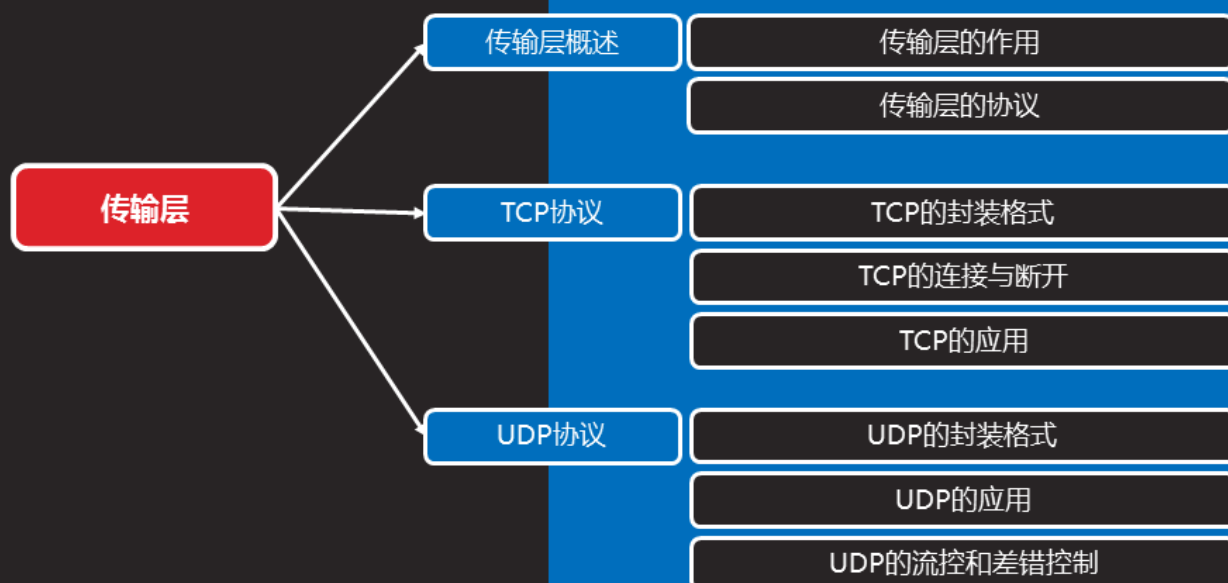 传输层
传输层概述
传输层的作用
传输层的协议
TCP协议
TCP的封装格式
TCP的连接与断开
TCP的应用
UDP协议
UDP的封装格式
UDP的应用
UDP的流控和差错控制